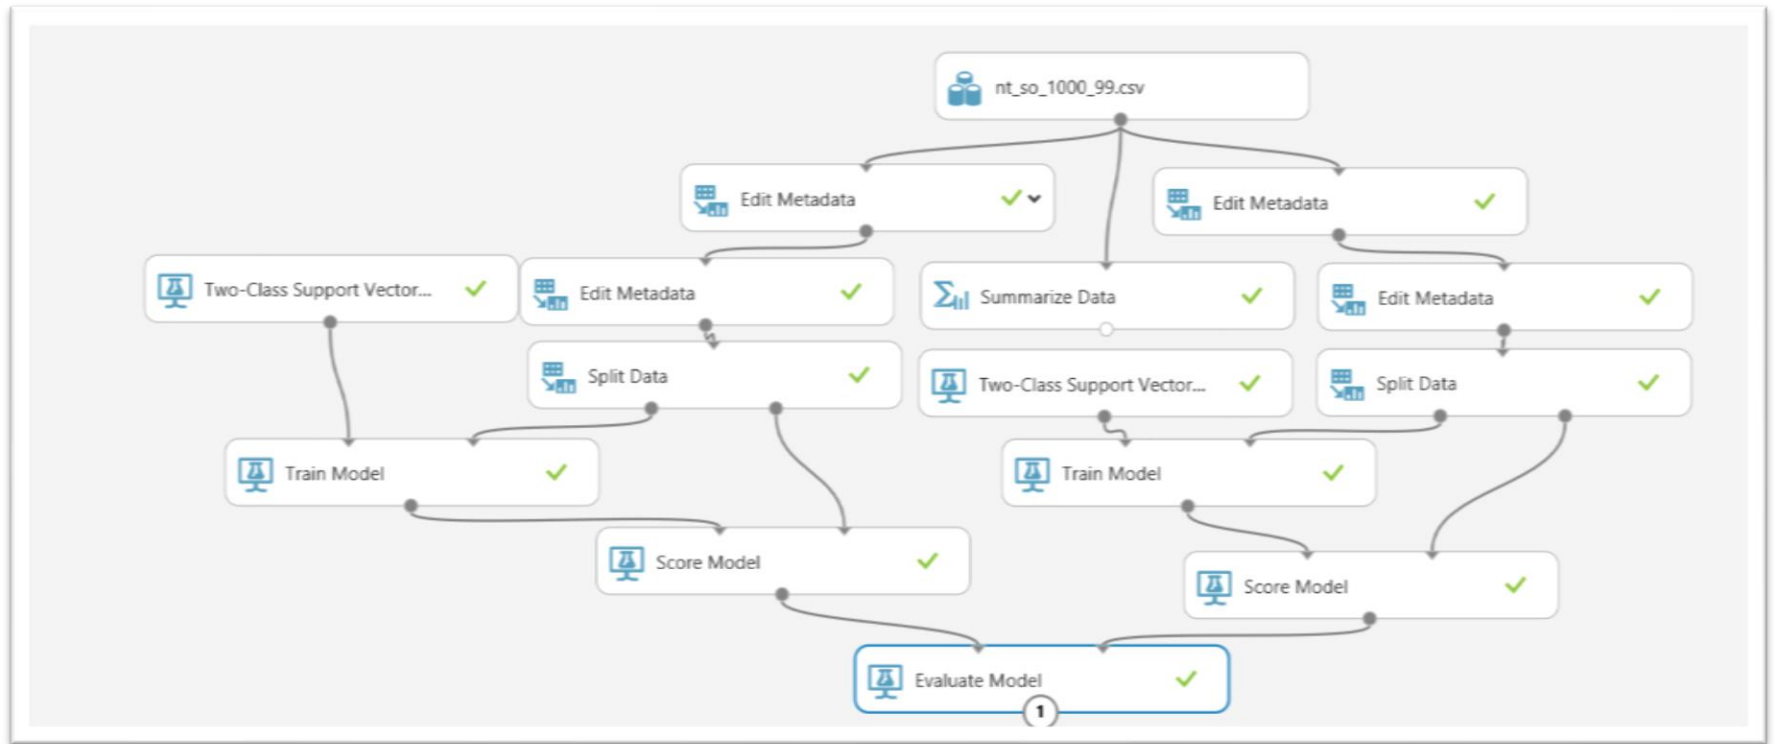 nt_so_1000_99.csv
Edit Metadata
Edit Metadata
Two-Class Support Vector...
Edit Metadata
Summarize Data
Edit Metadata
Split Data
Two-Class Support Vector...
Split Data
Train Model
Train Model
Score Model
Score Model
Evaluate Model
1